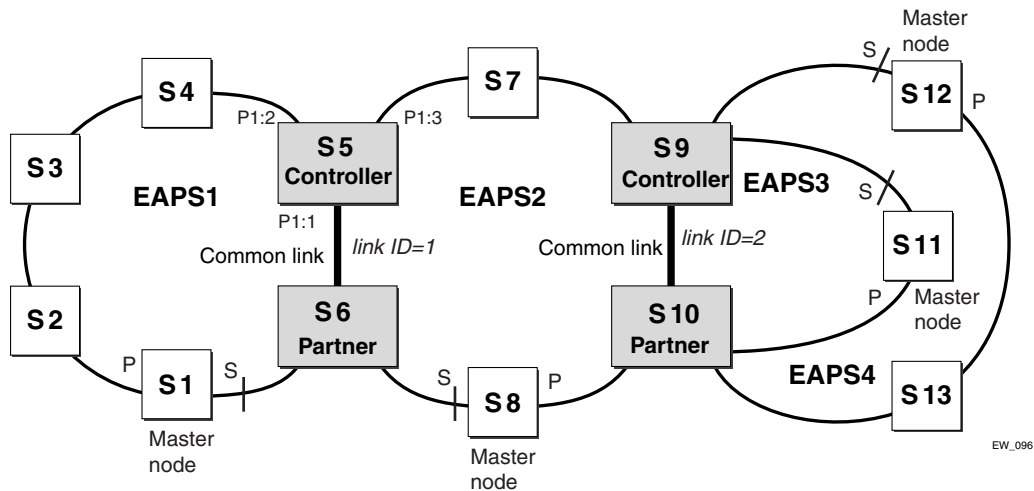 Master
node
S
S 12
P
S 4
S 7
P1:2
P1:3
S 5
Controller
S 9
Controller
S 3
EAPS1
EAPS2
EAPS3
S
P1:1
Common link
link ID=1
Common link
link ID=2
S 11
Master
node
P
S 2
S 6
Partner
S 10
Partner
P
S 1
S
S
S 8
P
EAPS4
S 13
Master
node
Master
node
EW_096